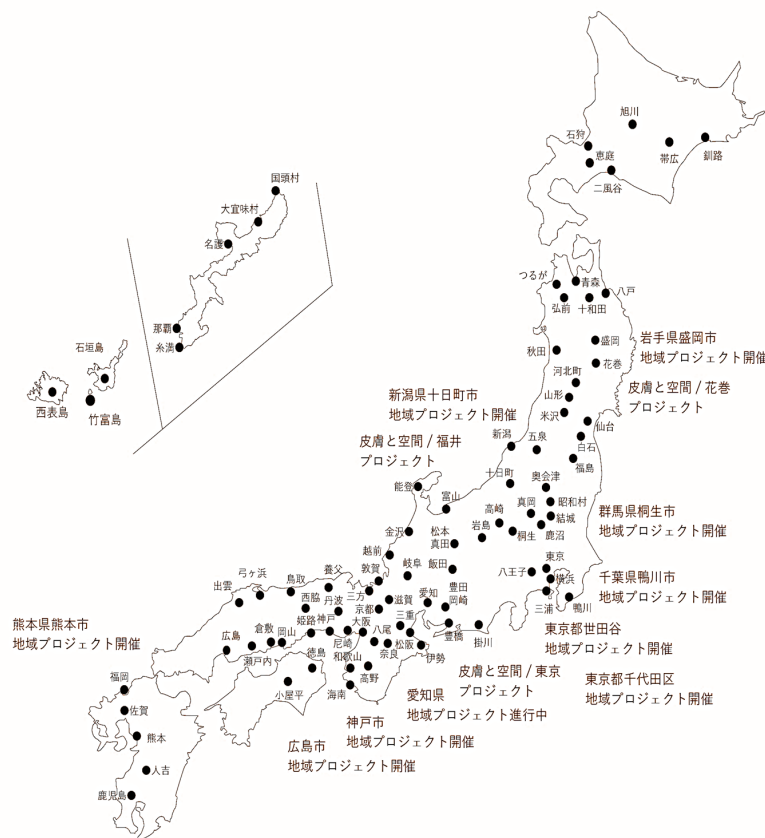 旭川
石狩
恵庭
帯広
釧路
二風谷
国頭村
大宜味村
名護
那覇
糸満
石垣島
西表島
竹富島
つるが
青森
八戸
弘前
十和田
岩手県盛岡市
地域プロジェクト開催
盛岡
秋田
花巻
河北町
皮膚と空間/花巻
プロジェクト
山形
米沢
仙台
白石
福島
新潟県十日町市
地域プロジェクト開催
新潟
五泉
皮膚と空間/福井
プロジェクト
十日町
奥会津
能登
富山
昭和村
真岡
結城
高崎
鹿沼
桐生
群馬県桐生市
地域プロジェクト開催
金沢
松本
真田
岩島
越前
岐阜
飯田
東京
八王子
横浜
千葉県鴨川市
地域プロジェクト開催
三浦
鴨川
敦賀
養父
三方
鳥取
弓ヶ浜
出雲
西脇
丹波
京都
滋賀
愛知
豊田
岡崎
豊橋
掛川
東京都世田谷
地域プロジェクト開催
熊本県熊本市
地域プロジェクト開催
広島
倉敷
岡山
姫路
神戸
大阪
八尾
三重
尼崎
奈良
松阪
伊勢
瀬戸内
徳島
和歌山
高野
小屋平
海南
皮膚と空間/東京
プロジェクト
東京都千代田区
地域プロジェクト開催
愛知県
地域プロジェクト進行中
神戸市
地域プロジェクト開催
広島市
地域プロジェクト開催
福岡
佐賀
熊本
人吉
鹿児島